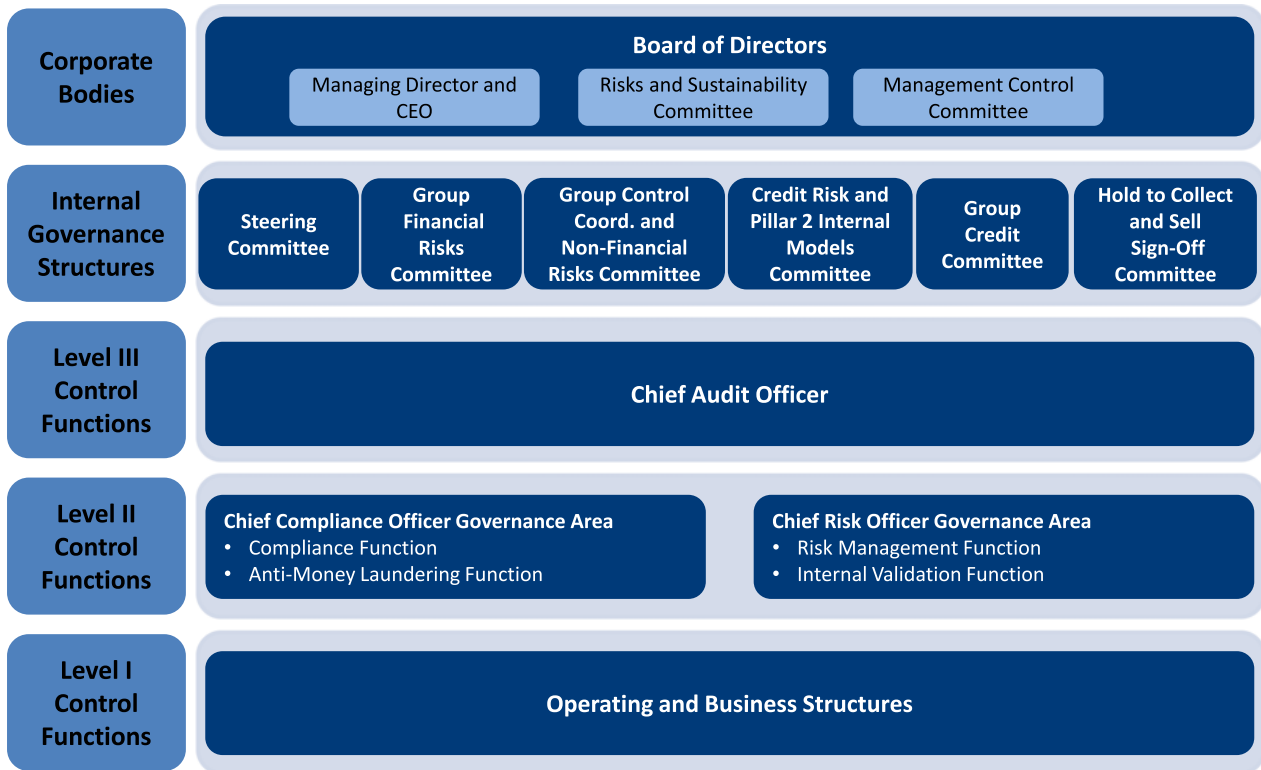 Corporate
Bodies
Board of Directors
Managing Director and
CEO
Risks and Sustainability
Committee
Management Control
Committee
Internal
Governance
Structures
Steering
Committee
Group
Financial
Risks
Committee
Group Control
Coord. and
Non-Financial
Risks Committee
Credit Risk and
Pillar 2 Internal
Models
Committee
Group
Credit
Committee
Hold to Collect
and Sell
Sign-Off
Committee
Level III
Control
Functions
Chief Audit Officer
Level II
Control
Functions
Chief Compliance Officer Governance Area
• Compliance Function
• Anti-Money Laundering Function
Chief Risk Officer Governance Area
• Risk Management Function
• Internal Validation Function
Level I
Control
Functions
Operating and Business Structures